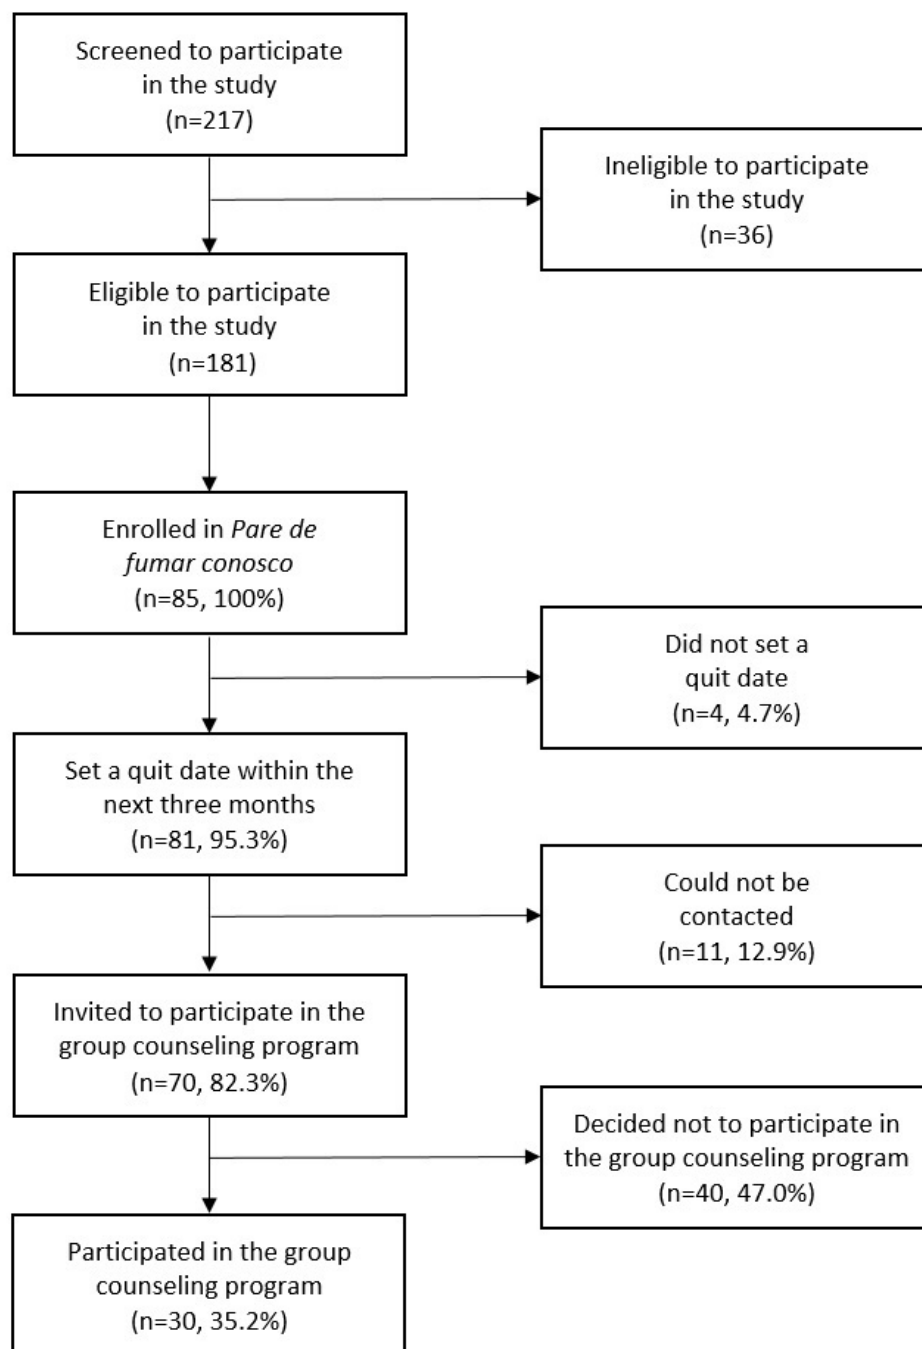 Screened to participate
in the study
(n=217)
Ineligible to participate
in the study
(n=36)
Eligible to participate
in the study
(n=181)
Enrolled in Pare de
fumar conosco
(n=85, 100%)
Did not set a
quit date
(n=4, 4.7%)
Set a quit date within the
next three months
(n=81, 95.3%)
Could not be
contacted
(n=11, 12.9%)
Invited to participate in the
group counseling program
(n=70, 82.3%)
Decided not to participate in
the group counseling program
(n=40, 47.0%)
Participated in the group
counseling program
(n=30, 35.2%)